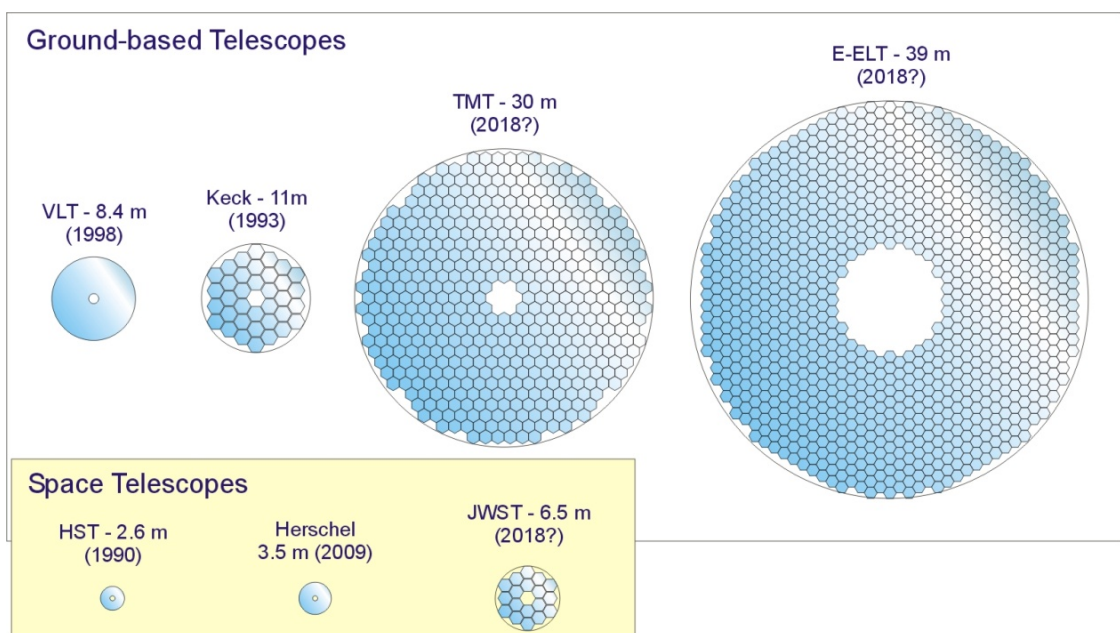 Ground-based Telescopes
VLT - 8.4 m
(1998)
Keck - 11m
(1993)
TMT - 30 m
(2018?)
E-ELT - 39 m
(2018?)
Space Telescopes
HST - 2.6 m
(1990)
Herschel
3.5 m (2009)
JWST - 6.5 m
(2018?)